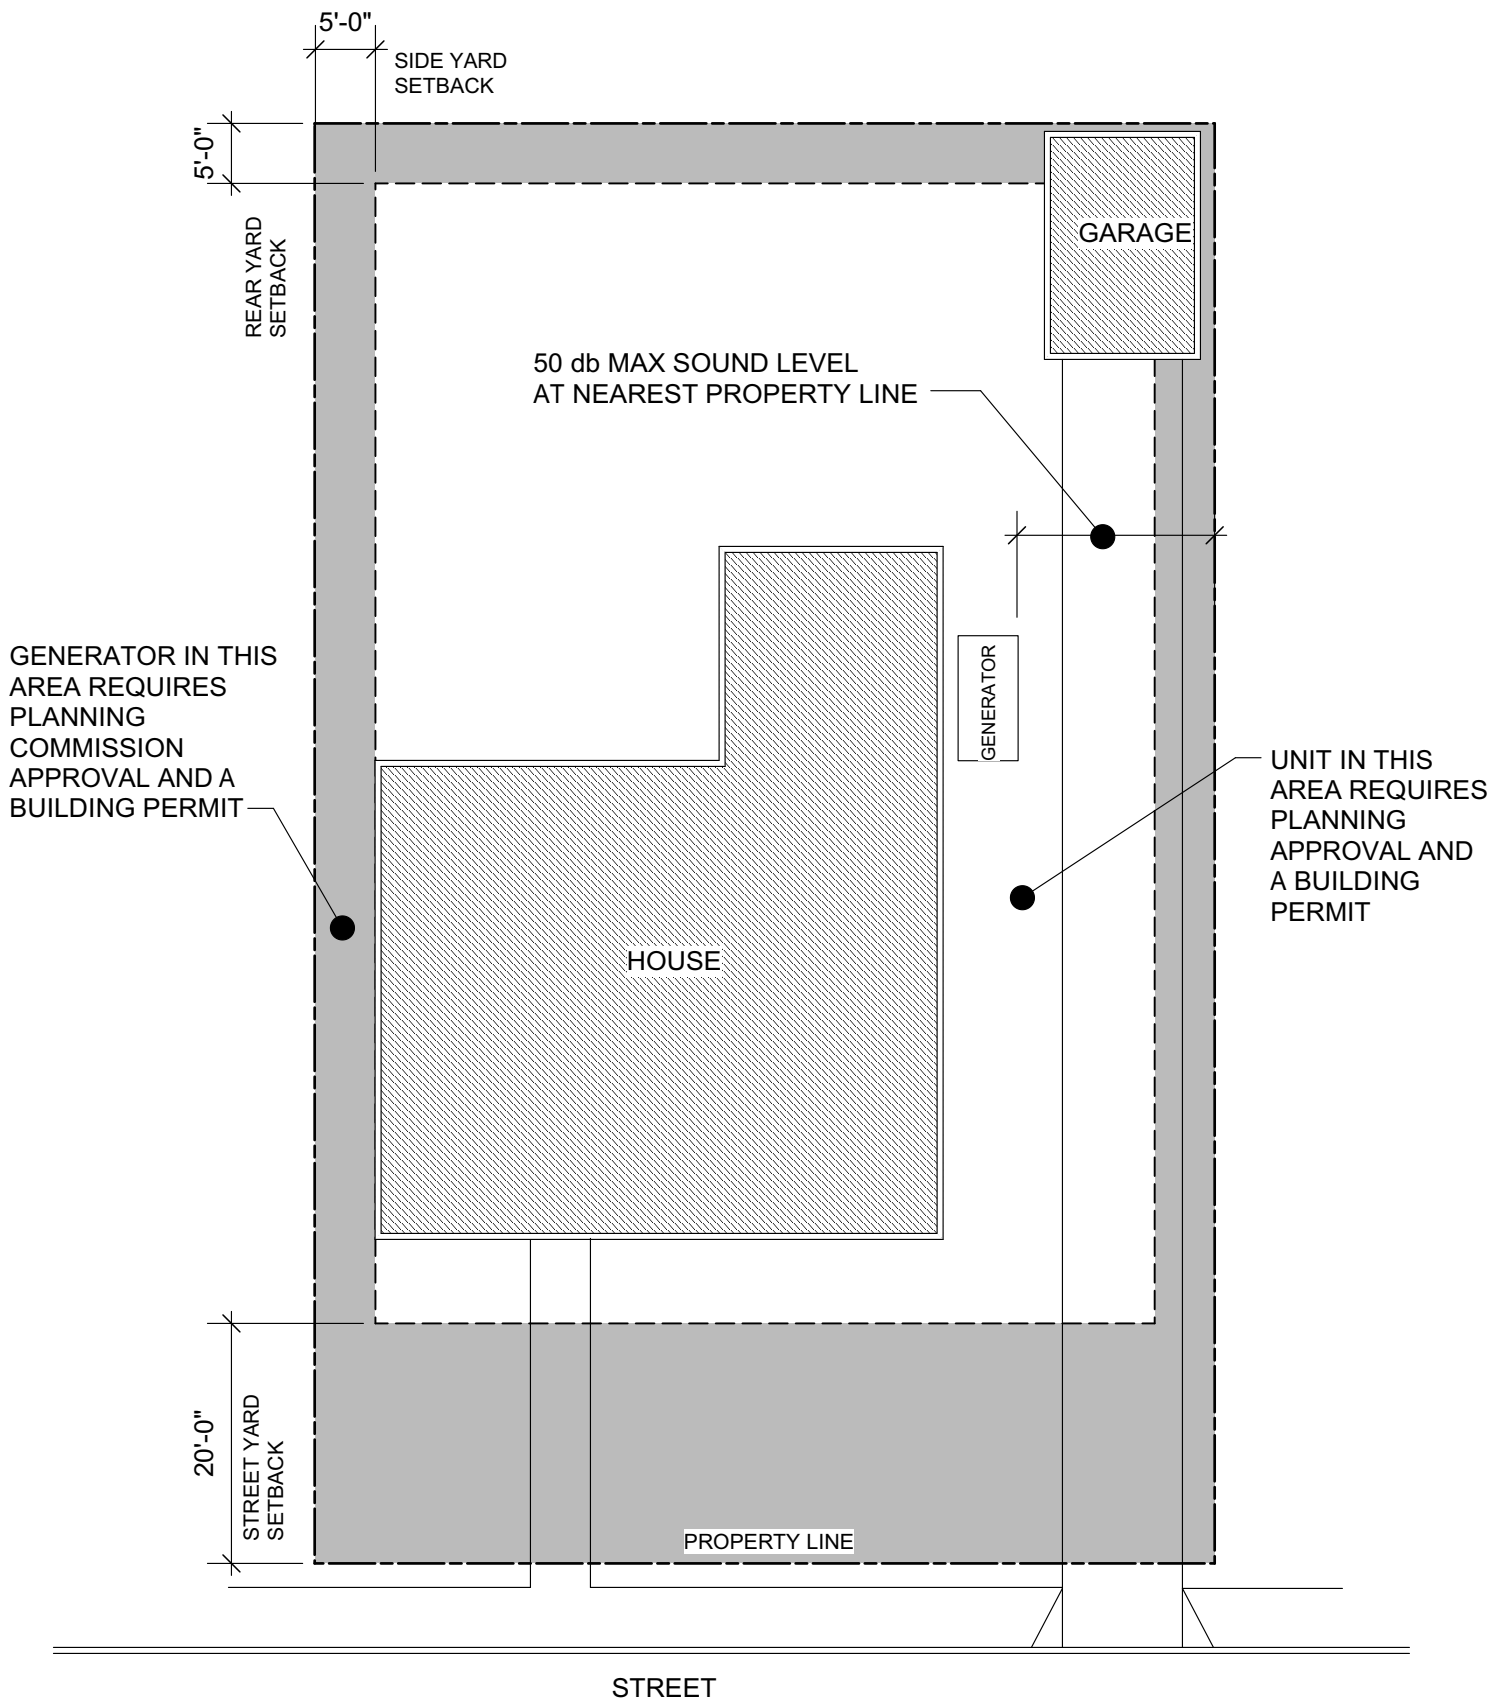 5'-0"
SIDE YARD
SETBACK
5'-0"
REAR YARD
SETBACK
GARAGE
50 db MAX SOUND LEVEL
AT NEAREST PROPERTY LINE
GENERATOR IN THIS
AREA REQUIRES
PLANNING
COMMISSION
APPROVAL AND A
BUILDING PERMIT
GENERATOR
UNIT IN THIS
AREA REQUIRES
PLANNING
APPROVAL AND
A BUILDING
PERMIT
HOUSE
20'-0"
STREET YARD
SETBACK
PROPERTY LINE
STREET